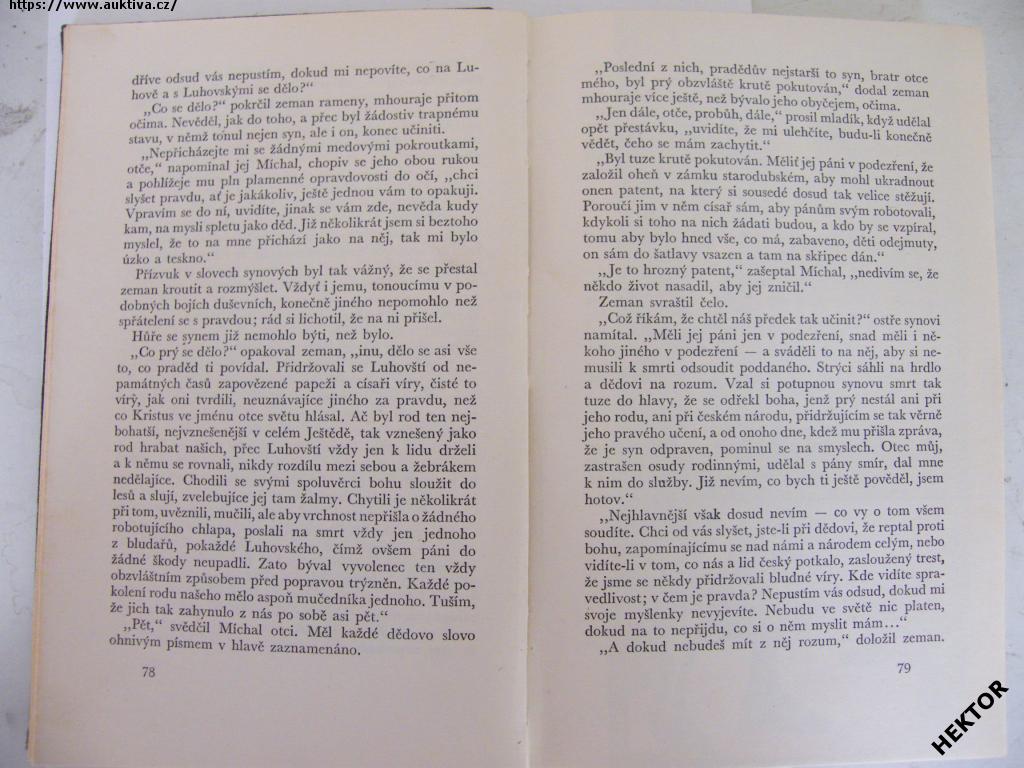 https://www.auktiva.cz/
dříve odsud vás nepustím, dokud mi nepovíte, co na Lu-
hově a s Luhovskými se dělo?“
„Co se dělo?“ pokrčil zeman rameny, mhouraje přitom
očima. Nevěděl, jak do toho, a přec byl žádostiv trapnému
stavu, v němž tonul nejen syn, ale i on, konec učiniti.
„Nepřicházejte mi se žádnými medovými pokroutkami,
otče,“ napomínal jej Míchal, chopiv se jeho obou rukou
a pohlížeje mu pln plamenné opravdovosti do očí, „chci
slyšet pravdu, ať je jakákoliv, ještě jednou vám to opakuji.
Vpravím se do ní, uvidíte, jinak se vám zde, nevěda kudy
kam, na mysli spletu jako děd. Již několikrát jsem si beztoho
myslel, že to na mne přichází jako na něj, tak mi bylo
úzko a teskno.“
Přízvuk v slovech synových byl tak vážný, že se přestal
zeman kroutit a rozmýšlet. Vždyť i jemu, tonoucímu v po-
dobných bojích duševních, konečně jiného nepomohlo než
spřátelení se s pravdou; rád si lichotil, že na ni přišel.
Hůře se synem již nemohlo býti, než bylo.
„Co prý se dělo?“ opakoval zeman, „inu, dělo se asi vše
to, co praděd ti povídal. Přidržovali se Luhovští od ne-
památných časů zapovězené papeži a císaři víry, čisté to
víry, jak oni tvrdili, neuznávajíce jiného za pravdu, než
co Kristus ve jménu otce světu hlásal. Ač byl rod ten nej-
bohatší, nejvznešenější v celém Ještědě, tak vznešený jako
rod hrabat našich, přec Luhovští vždy jen k lidu drželi
a k němu se rovnali, nikdy rozdílu mezi sebou a žebrákem
nedělajíce. Chodili se svými spoluvěrci bohu sloužit do
lesů a slují, zvelebujíce jej tam žalmy. Chytili je několikrát
při tom, uvěznili, mučili, ale aby vrchnost nepřišla o žádného
robotujícího chlapa, poslali na smrt vždy jen jednoho
z bludařů, pokaždé Luhovského, čímž ovšem páni do
žádné škody neupadli. Zato býval vyvolenec ten vždy
obzvláštním způsobem před popravou trýzněn. Každé po-
kolení rodu našeho mělo aspoň mučedníka jednoho. Tuším,
že jich tak zahynulo z nás po sobě asi pět.“
„Pět,“ svědčil Míchal otci. Měl každé dědovo slovo
ohnivým písmem v hlavě zaznamenáno.
78
„Poslední z nich, pradědův nejstarší to syn, bratr otce
mého, byl prý obzvláště krutě pokutován,“ dodal zeman
mhouraje více ještě, než bývalo jeho obyčejem, očima.
„Jen dále, otče, probůh, dále,“ prosil mladík, když udělal
opět přestávku, „uvidíte, že mi ulehčíte, budu-li konečně
vědět, čeho se mám zachytit.“
„Byl tuze krutě pokutován. Měliť jej páni v podezření, že
založil oheň v zámku starodubském, aby mohl ukradnout
onen patent, na který si sousedé dosud tak velice stěžují.
Poroučí jim v něm císař sám, aby pánům svým robotovali,
kdykoli si toho na nich žádati budou, a kdo by se vzpíral,
tomu aby bylo hned vše, co má, zabaveno, děti odejmuty,
on sám do šatlavy vsazen a tam na skřipec dán.“
„Je to hrozný patent,“ zašeptal Míchal, „nedivím se, že
někdo život nasadil, aby jej zničil.“
Zeman svraštil čelo.
„Což říkám, že chtěl náš předek tak učinit?“ ostře synovi
namítal. „Měli jej páni jen v podezření, snad měli i ně-
koho jiného v podezření — a sváděli to na něj, aby si ne-
musili k smrti odsoudit poddaného. Strýci sáhli na hrdlo
a dědovi na rozum. Vzal si potupnou synovu smrt tak
tuze do hlavy, že se odřekl boha, jenž prý nestál ani při
jeho rodu, ani při českém národu, přidržujícím se tak věrně
jeho pravého učení, a od onoho dne, kdež mu přišla zpráva,
že je syn odpraven, pominul se na smyslech. Otec můj,
zastrašen osudy rodinnými, udělal s pány smír, dal mne
k nim do služby. Již nevím, co bych ti ještě pověděl, jsem
hotov.“
„Nejhlavnější však dosud nevím — co vy o tom všem
soudíte. Chci od vás slyšet, jste-li při dědovi, že reptal proti
bohu, zapomínajícímu se nad námi a národem celým, nebo
vidíte-li v tom, co nás a lid český potkalo, zasloužený trest,
že jsme se někdy přidržovali bludné víry. Kde vidíte spra-
vedlivost; v čem je pravda? Nepustím vás odsud, dokud mi
svoje myšlenky nevyjevíte. Nebudu ve světě nic platen,
dokud na to nepřijdu, co si o něm myslit mám...“
„A dokud nebudeš mít z něj rozum,“ doložil zeman.
79
HEKTOR